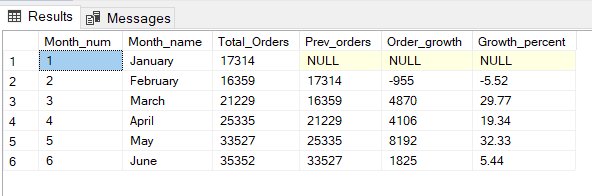 Results Messages
Month_num Month_name Total_Orders Prev_orders Order_growth Growth_percent
1 1 January 17314 NULL NULL NULL
2 2 February 16359 17314 -955 -5.52
3 3 March 21229 16359 4870 29.77
4 4 April 25335 21229 4106 19.34
5 5 May 33527 25335 8192 32.33
6 6 June 35352 33527 1825 5.44